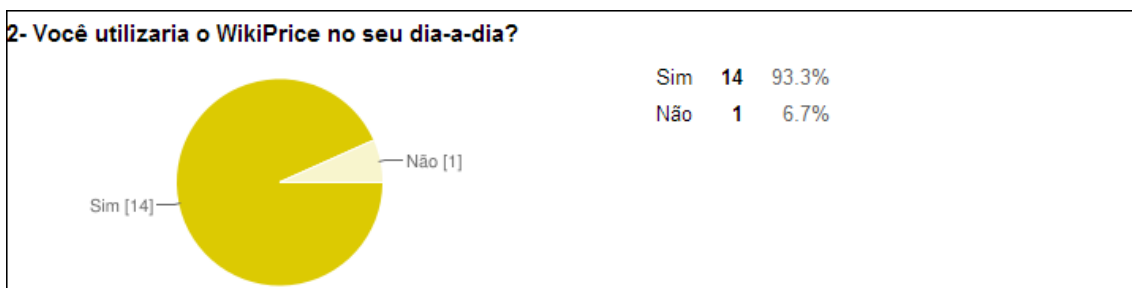 2- Você utilizaria o WikiPrice no seu dia-a-dia?
Sim 14 93.3%
Não 1 6.7%
Não [1]
Sim [14]